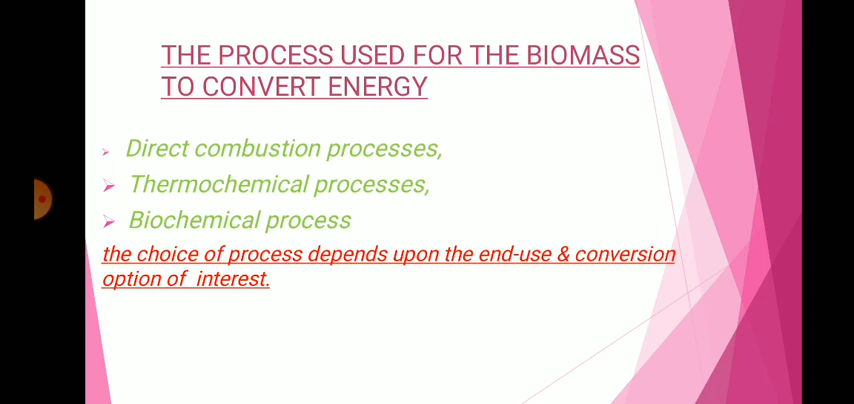 THE PROCESS USED FOR THE BIOMASS
TO CONVERT ENERGY
Direct combustion processes,
Thermochemical processes,
Biochemical process
the choice of process depends upon the end-use & conversion
option of  interest.